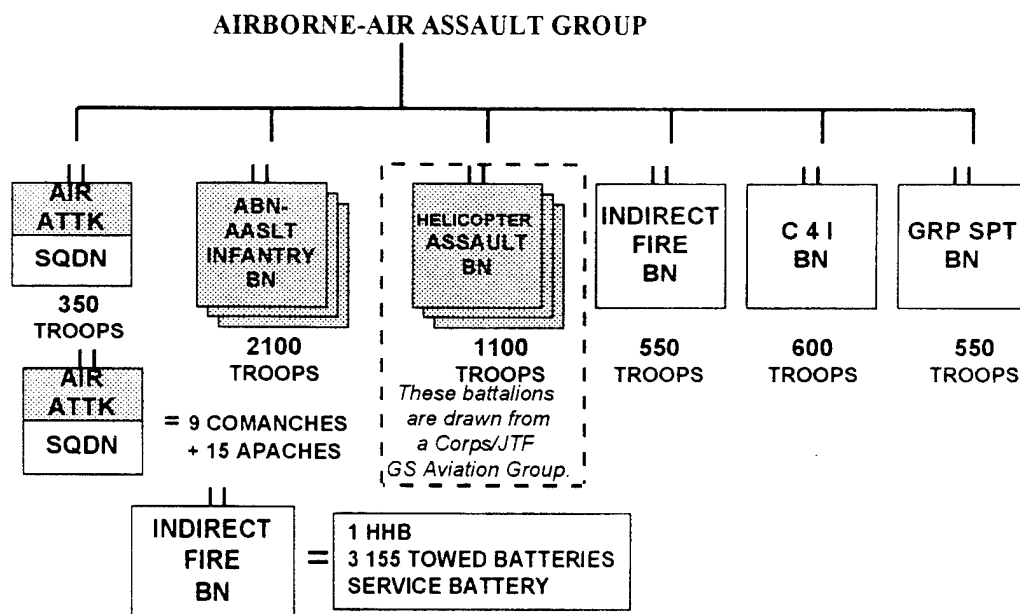 AIRBORNE-AIR ASSAULT GROUP
AIR
ATTK
SQDN
350
TROOPS
ABN-
AASLT
INFANTRY
BN
2100
TROOPS
HELICOPTER
ASSAULT
BN
1100
TROOPS
These battalions
are drawn from
a Corps/JTF
GS Aviation Group.
INDIRECT
FIRE
BN
550
TROOPS
C 4 I
BN
600
TROOPS
GRP SPT
BN
550
TROOPS
AIR
ATTK
SQDN
= 9 COMANCHES
+ 15 APACHES
INDIRECT
FIRE
BN
=
1 HHB
3 155 TOWED BATTERIES
SERVICE BATTERY